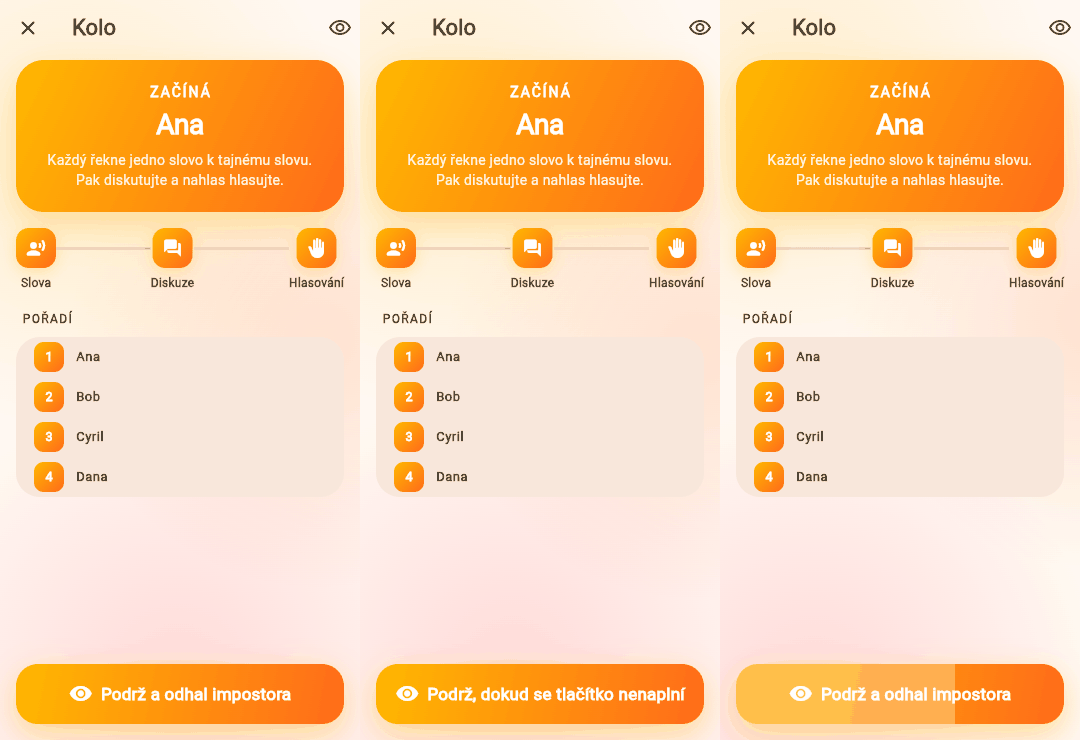 Kolo
ZAČÍNÁ
Ana
Každý řekne jedno slovo k tajnému slovu.
Pak diskutujte a nahlas hlasujte.
Slova
Diskuze
Hlasování
POŘADÍ
1 Ana
2 Bob
3 Cyril
4 Dana
Podrž a odhal impostora
Kolo
ZAČÍNÁ
Ana
Každý řekne jedno slovo k tajnému slovu.
Pak diskutujte a nahlas hlasujte.
Slova
Diskuze
Hlasování
POŘADÍ
1 Ana
2 Bob
3 Cyril
4 Dana
Podrž, dokud se tlačítko nenaplní
Kolo
ZAČÍNÁ
Ana
Každý řekne jedno slovo k tajnému slovu.
Pak diskutujte a nahlas hlasujte.
Slova
Diskuze
Hlasování
POŘADÍ
1 Ana
2 Bob
3 Cyril
4 Dana
Podrž a odhal impostora